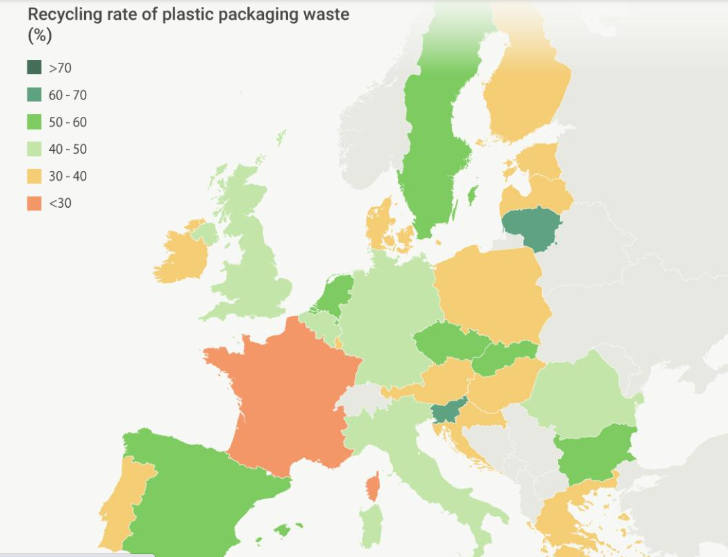 Recycling rate of plastic packaging waste
(%)
>70
60 - 70
50 - 60
40 - 50
30 - 40
<30